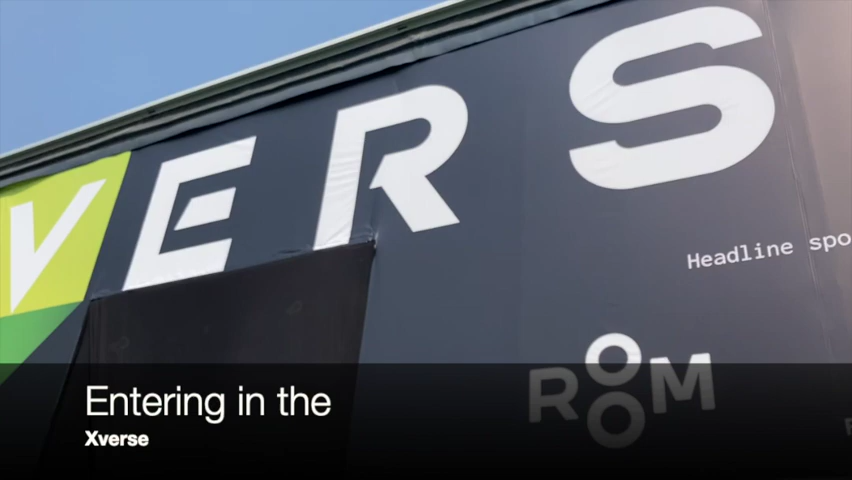 VERS
Headline spo
ROOM
Entering in the
Xverse